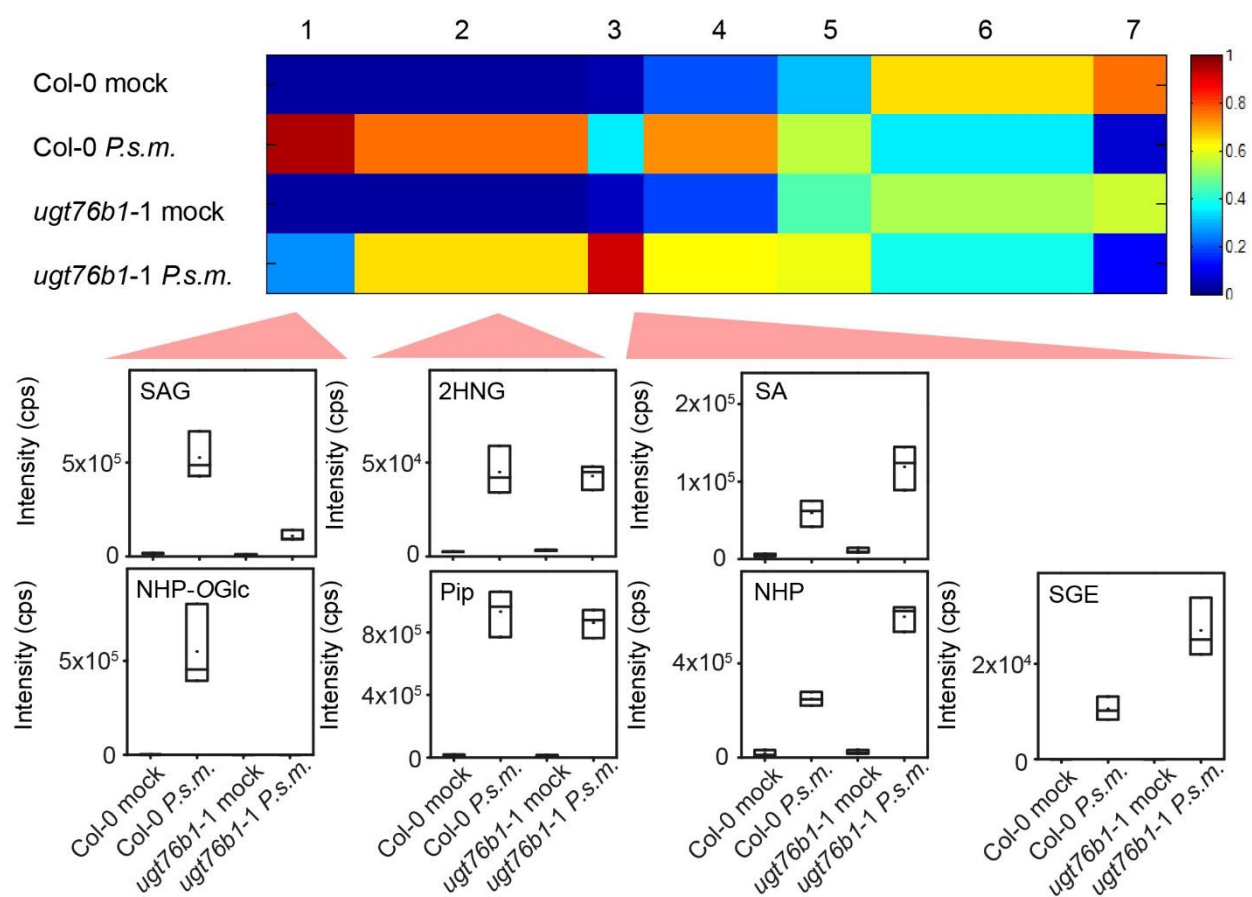 1 2 3 4 5 6 7
Col-0 mock
Col-0 P.s.m.
ugt76b1-1 mock
ugt76b1-1 P.s.m.
1
0.8
0.6
0.4
0.2
0
Intensity (cps)
SAG
5x10⁵
0
Intensity (cps)
2HNG
5x10⁴
0
Intensity (cps)
SA
2x10⁵
1x10⁵
0
Intensity (cps)
NHP-OGlc
5x10⁵
0
Col-0 mock
Col-0 P.s.m.
ugt76b1-1 mock
ugt76b1-1 P.s.m.
Intensity (cps)
Pip
8x10⁵
4x10⁵
0
Col-0 mock
Col-0 P.s.m.
ugt76b1-1 mock
ugt76b1-1 P.s.m.
Intensity (cps)
NHP
4x10⁵
0
Col-0 mock
Col-0 P.s.m.
ugt76b1-1 mock
ugt76b1-1 P.s.m.
Intensity (cps)
SGE
2x10⁴
0
Col-0 mock
Col-0 P.s.m.
ugt76b1-1 mock
ugt76b1-1 P.s.m.